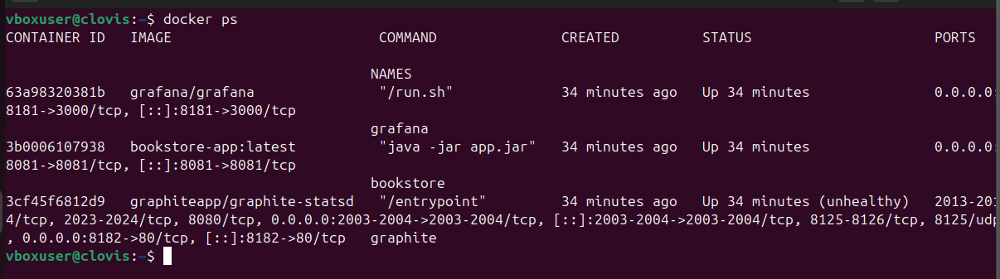 vboxuser@clovis:~$ docker ps
CONTAINER ID   IMAGE                         COMMAND               CREATED          STATUS                      PORTS
NAMES
63a98320381b   grafana/grafana               "/run.sh"             34 minutes ago   Up 34 minutes               0.0.0.0:
8181->3000/tcp, [::]:8181->3000/tcp
grafana
3b0006107938   bookstore-app:latest          "java -jar app.jar"   34 minutes ago   Up 34 minutes               0.0.0.0:
8081->8081/tcp, [::]:8081->8081/tcp
bookstore
3cf45f6812d9   graphiteapp/graphite-statsd   "/entrypoint"         34 minutes ago   Up 34 minutes (unhealthy)   2013-201
4/tcp, 2023-2024/tcp, 8080/tcp, 0.0.0.0:2003-2004->2003-2004/tcp, [::]:2003-2004->2003-2004/tcp, 8125-8126/tcp, 8125/udp
, 0.0.0.0:8182->80/tcp, [::]:8182->80/tcp   graphite
vboxuser@clovis:~$